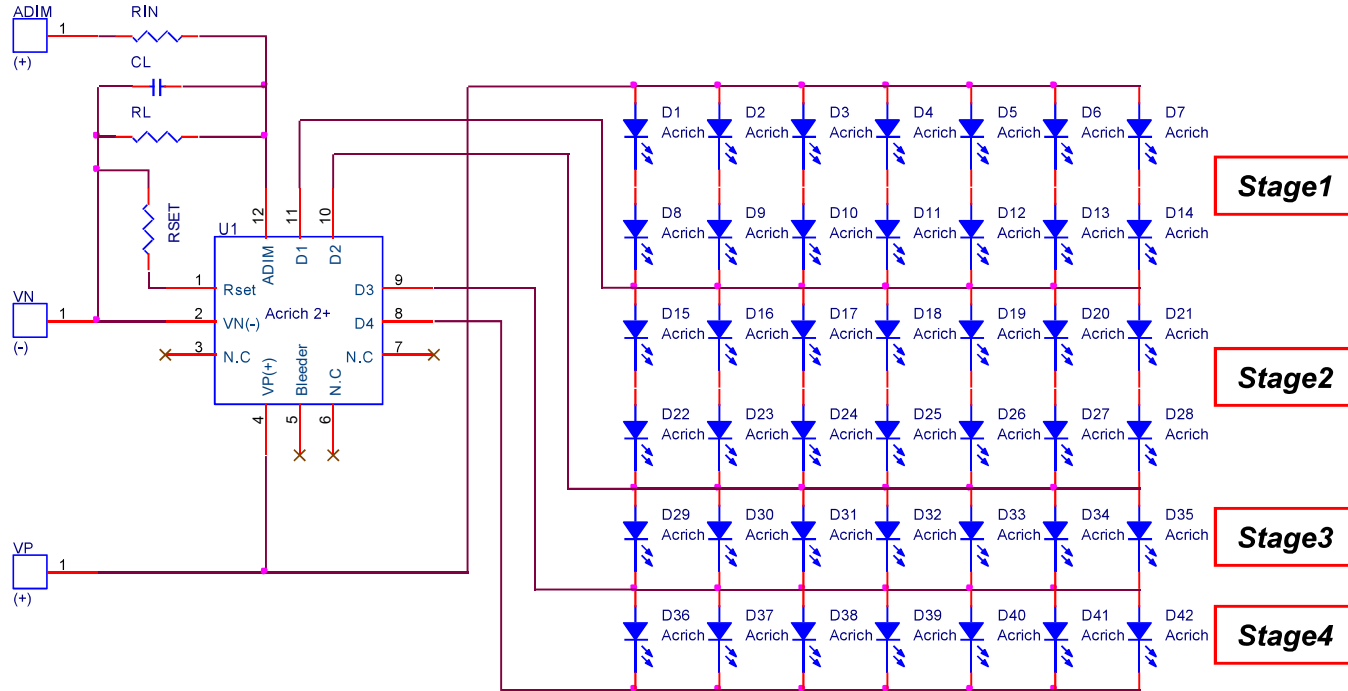 ADIM
1
(+)
RIN
CL
RL
RSET
U1
12
11
10
ADIM
D1
D2
1
Rset
VN
1
(-)
2
VN(-)
3
N.C
Acrich 2+
D3
9
D4
8
N.C
7
VP(+)
Bleeder
N.C
4
5
6
VP
1
(+)
D1 D2 D3 D4 D5 D6 D7
Acrich Acrich Acrich Acrich Acrich Acrich Acrich
Stage1
D8 D9 D10 D11 D12 D13 D14
Acrich Acrich Acrich Acrich Acrich Acrich Acrich
D15 D16 D17 D18 D19 D20 D21
Acrich Acrich Acrich Acrich Acrich Acrich Acrich
Stage2
D22 D23 D24 D25 D26 D27 D28
Acrich Acrich Acrich Acrich Acrich Acrich Acrich
D29 D30 D31 D32 D33 D34 D35
Acrich Acrich Acrich Acrich Acrich Acrich Acrich
Stage3
D36 D37 D38 D39 D40 D41 D42
Acrich Acrich Acrich Acrich Acrich Acrich Acrich
Stage4